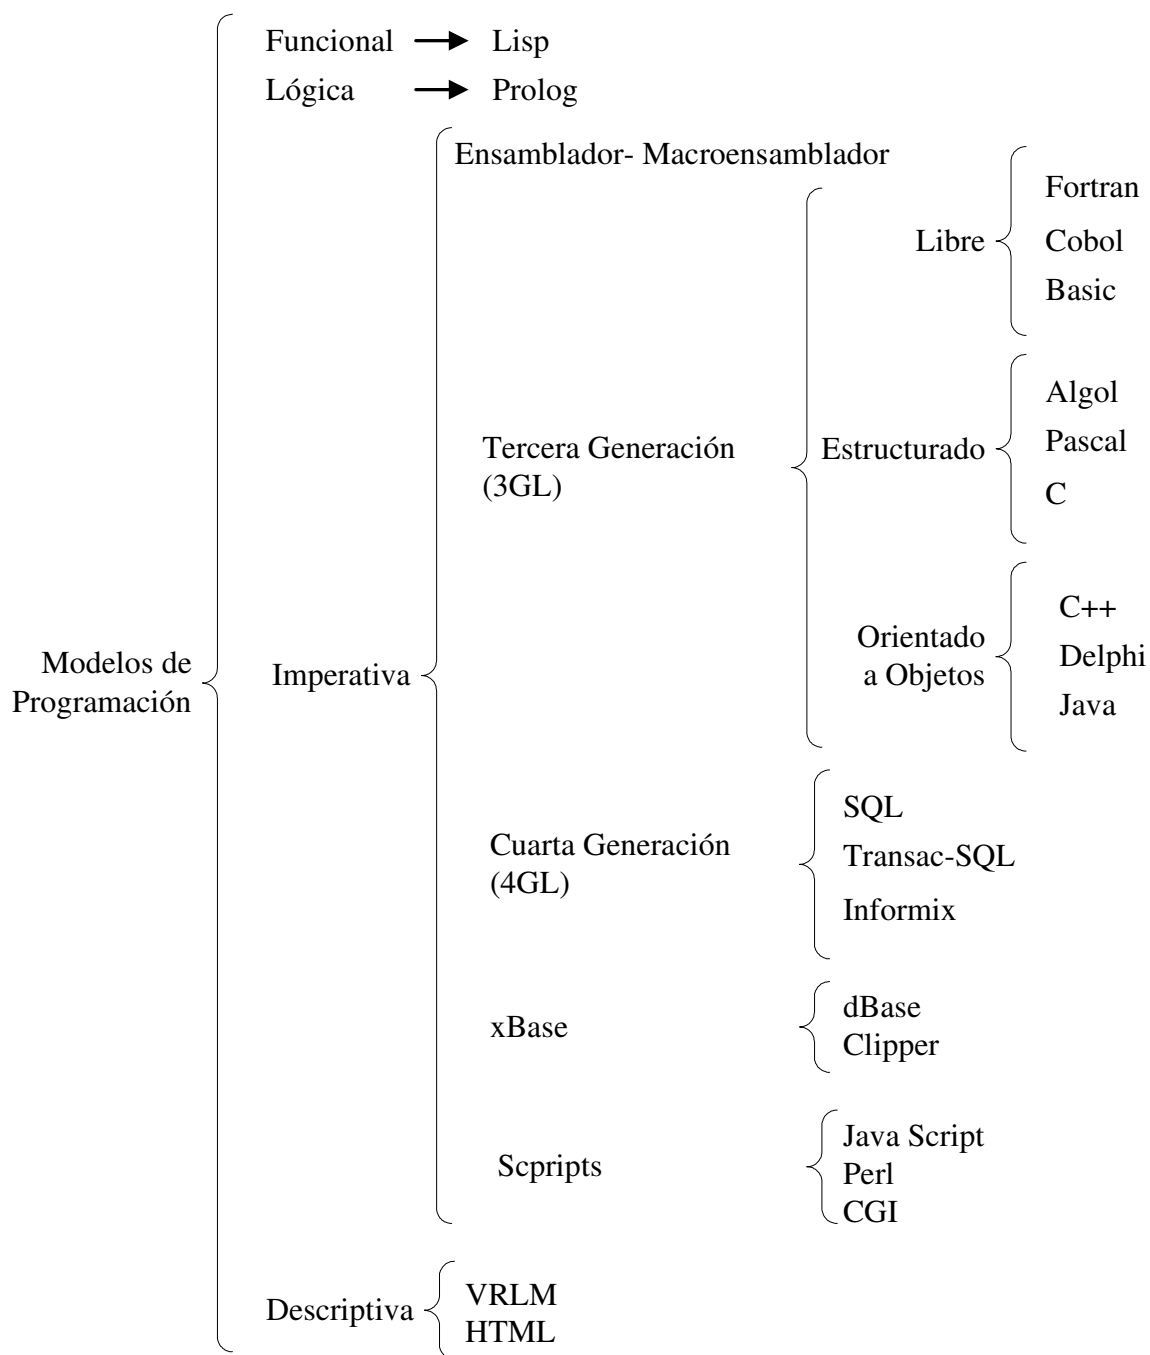 Funcional Lisp
Lógica Prolog
Ensamblador- Macroensamblador
Fortran
Libre
Cobol
Basic
Algol
Tercera Generación
(3GL)
Estructurado
Pascal
C
C++
Orientado
a Objetos
Delphi
Java
Modelos de
Programación
Imperativa
SQL
Cuarta Generación
(4GL)
Transac-SQL
Informix
xBase
dBase
Clipper
Scpripts
Java Script
Perl
CGI
Descriptiva
VRLM
HTML